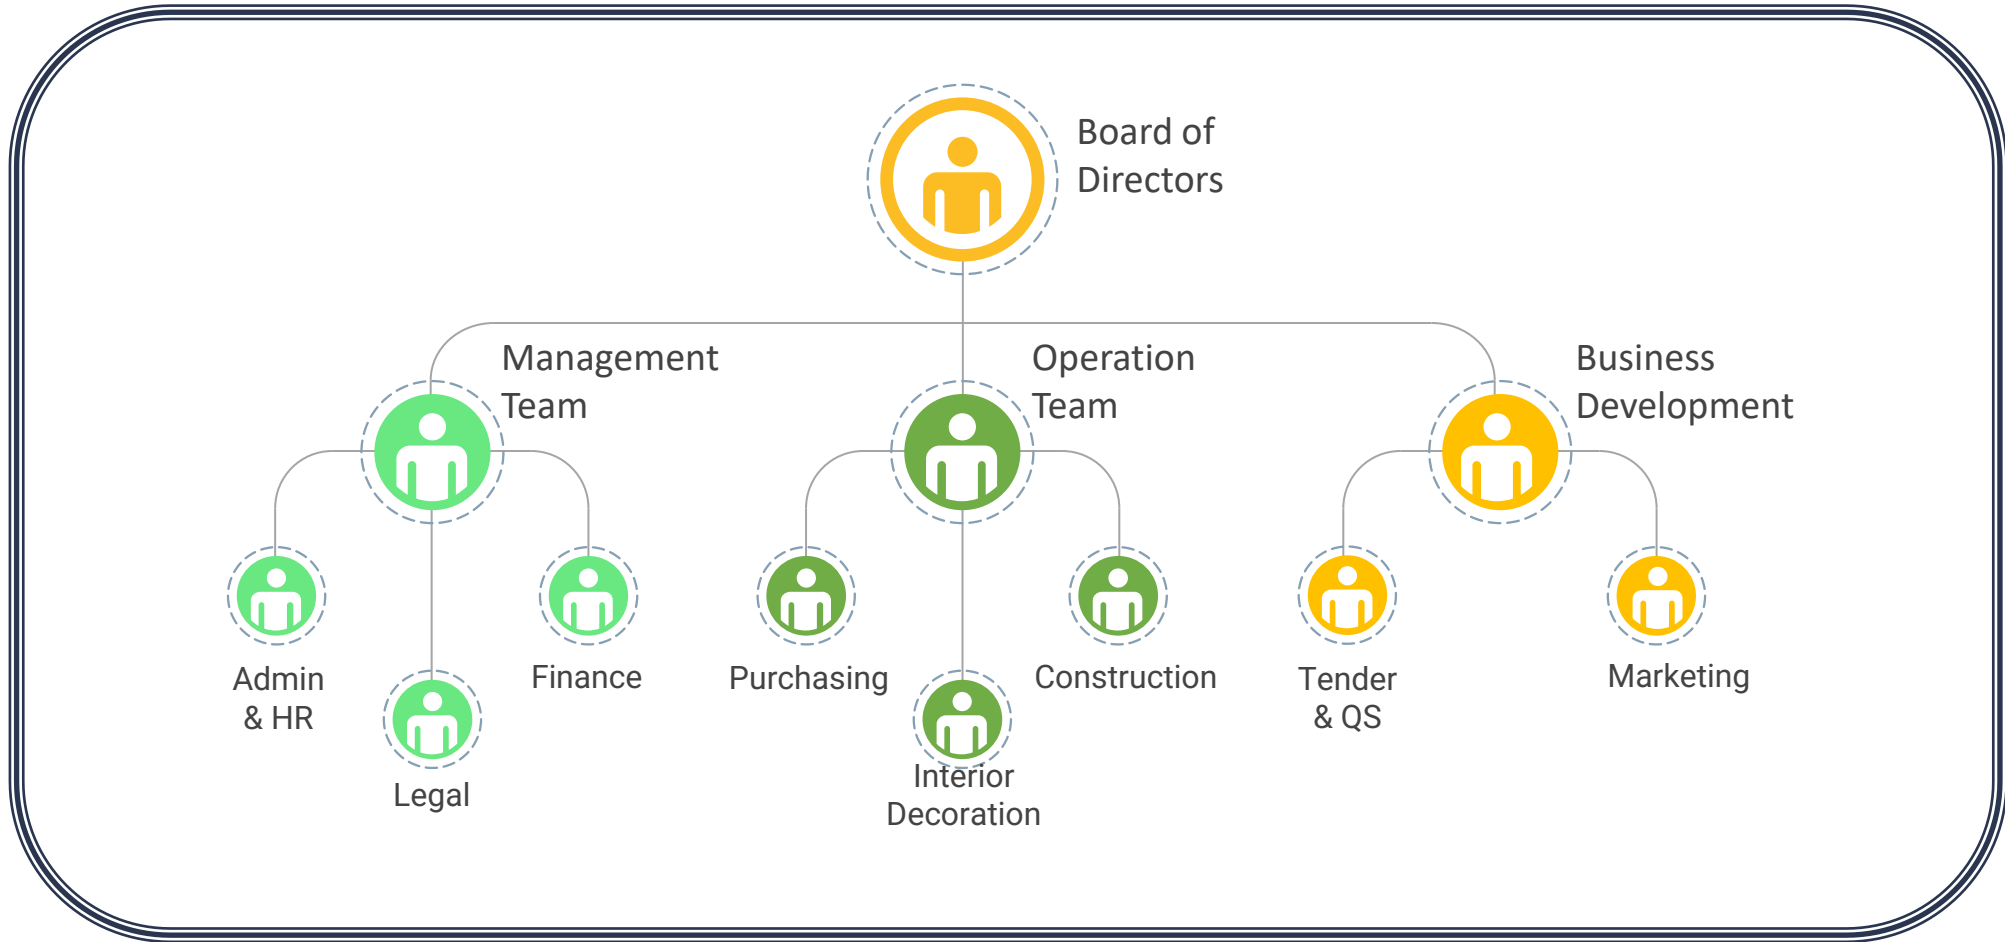 Board of
Directors
Management
Team
Operation
Team
Business
Development
Admin
& HR
Legal
Finance
Purchasing
Interior
Decoration
Construction
Tender
& QS
Marketing